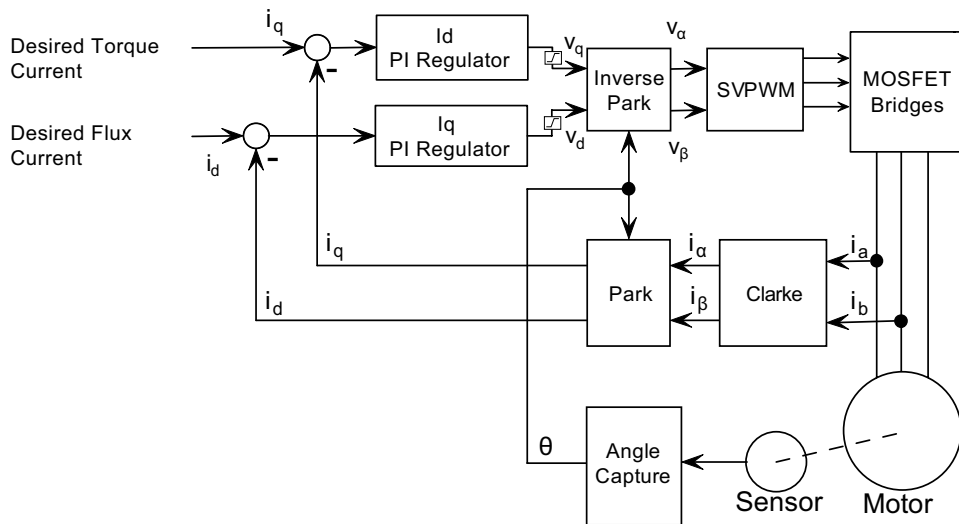 i_q
Desired Torque
Current
Id
PI Regulator
v_q
Inverse
Park
v_α
SVPWM
MOSFET
Bridges
-
Desired Flux
Current
i_d
-
Iq
PI Regulator
v_d
v_β
i_q
i_d
Park
i_α
i_β
Clarke
i_a
i_b
θ
Angle
Capture
Sensor
Motor